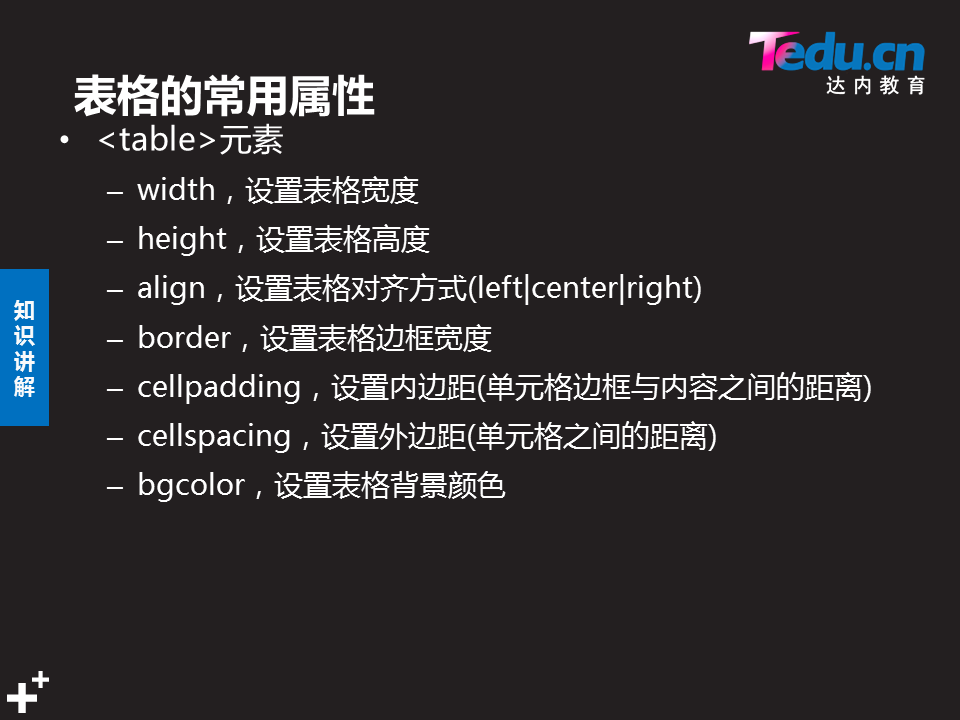 Tedu.cn
达内教育
表格的常用属性
• <table>元素
– width，设置表格宽度
– height，设置表格高度
– align，设置表格对齐方式(left|center|right)
– border，设置表格边框宽度
– cellpadding，设置内边距(单元格边框与内容之间的距离)
– cellspacing，设置外边距(单元格之间的距离)
– bgcolor，设置表格背景颜色
知识讲解